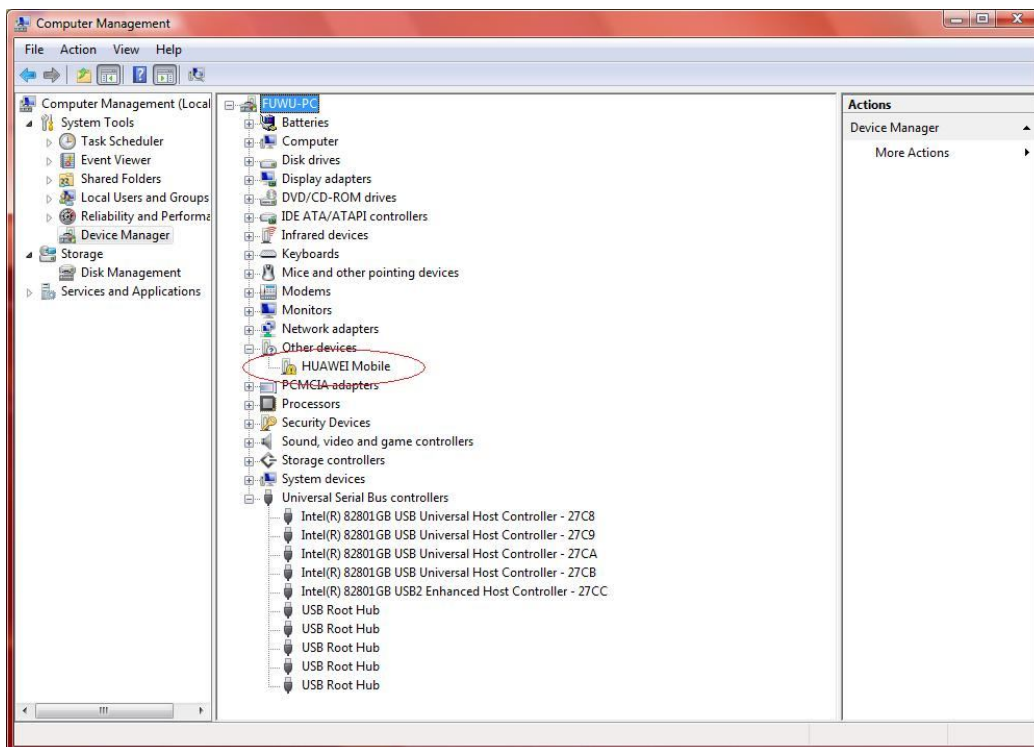 Computer Management
File Action View Help
Computer Management (Local
System Tools
Task Scheduler
Event Viewer
Shared Folders
Local Users and Groups
Reliability and Performa
Device Manager
Storage
Disk Management
Services and Applications
FUWU-PC
Batteries
Computer
Disk drives
Display adapters
DVD/CD-ROM drives
IDE ATA/ATAPI controllers
Infrared devices
Keyboards
Mice and other pointing devices
Modems
Monitors
Network adapters
Other devices
HUAWEI Mobile
PCMCIA adapters
Processors
Security Devices
Sound, video and game controllers
Storage controllers
System devices
Universal Serial Bus controllers
Intel(R) 82801GB USB Universal Host Controller - 27C8
Intel(R) 82801GB USB Universal Host Controller - 27C9
Intel(R) 82801GB USB Universal Host Controller - 27CA
Intel(R) 82801GB USB Universal Host Controller - 27CB
Intel(R) 82801GB USB2 Enhanced Host Controller - 27CC
USB Root Hub
USB Root Hub
USB Root Hub
USB Root Hub
USB Root Hub
Actions
Device Manager
More Actions